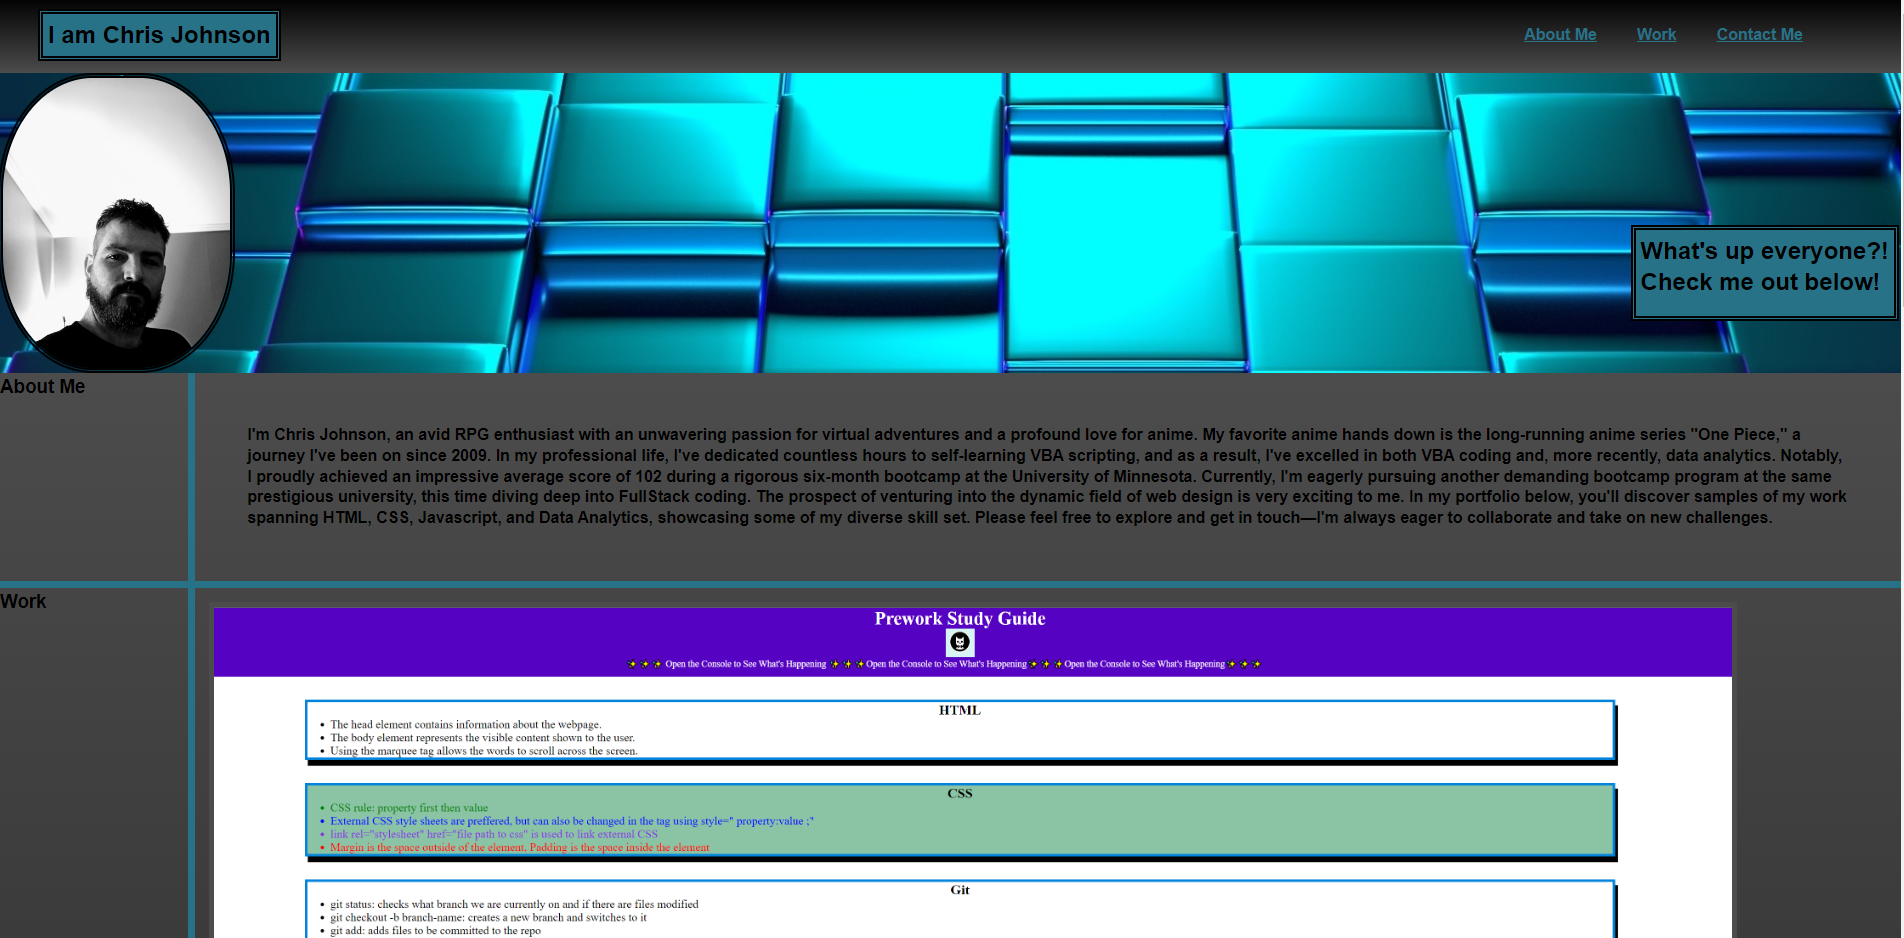 I am Chris Johnson
About Me
Work
Contact Me
What's up everyone?!
Check me out below!
About Me
I'm Chris Johnson, an avid RPG enthusiast with an unwavering passion for virtual adventures and a profound love for anime. My favorite anime hands down is the long-running anime series "One Piece," a
journey I've been on since 2009. In my professional life, I've dedicated countless hours to self-learning VBA scripting, and as a result, I've excelled in both VBA coding and, more recently, data analytics. Notably,
I proudly achieved an impressive average score of 102 during a rigorous six-month bootcamp at the University of Minnesota. Currently, I'm eagerly pursuing another demanding bootcamp program at the same
prestigious university, this time diving deep into FullStack coding. The prospect of venturing into the dynamic field of web design is very exciting to me. In my portfolio below, you'll discover samples of my work
spanning HTML, CSS, Javascript, and Data Analytics, showcasing some of my diverse skill set. Please feel free to explore and get in touch—I'm always eager to collaborate and take on new challenges.
Work
Prework Study Guide
✨ ✨ ✨ Open the Console to See What's Happening ✨ ✨ ✨ Open the Console to See What's Happening ✨ ✨ ✨ Open the Console to See What's Happening ✨ ✨ ✨
HTML
• The head element contains information about the webpage.
• The body element represents the visible content shown to the user.
• Using the marquee tag allows the words to scroll across the screen.
CSS
• CSS rule: property first then value
• External CSS style sheets are preffered, but can also be changed in the tag using style=" property:value ;"
• link rel="stylesheet" href="file path to css" is used to link external CSS
• Margin is the space outside of the element, Padding is the space inside the element
Git
• git status: checks what branch we are currently on and if there are files modified
• git checkout -b branch-name: creates a new branch and switches to it
• git add: adds files to be committed to the repo